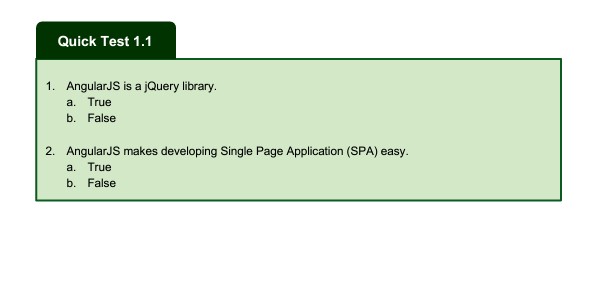 Quick Test 1.1
1. AngularJS is a jQuery library.
a. True
b. False
2. AngularJS makes developing Single Page Application (SPA) easy.
a. True
b. False